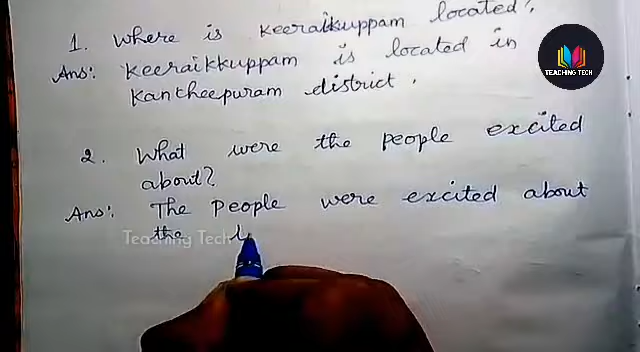 1. Where is Keeraikuppam located?
Ans: Keeraikkuppam is located in
Kantheepuram district.
2. What were the people excited
about?
Ans: The People were excited about
the
Teaching Tech
TEACHING TECH